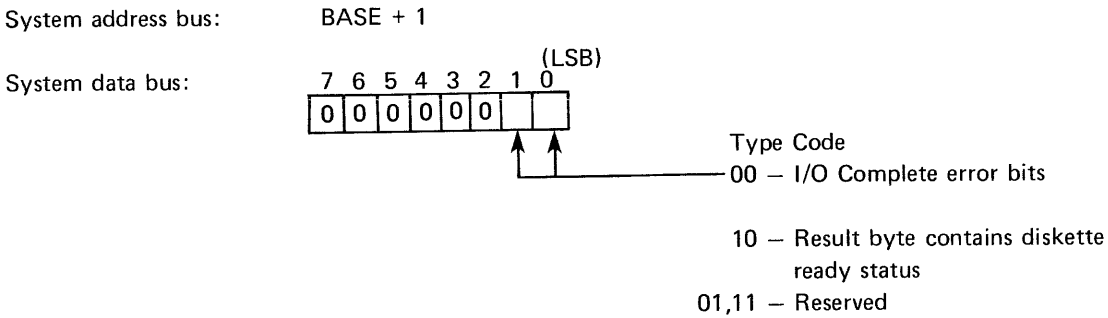 System address bus: BASE + 1
(LSB)
System data bus: 7 6 5 4 3 2 1 0
0 0 0 0 0 0
Type Code
00 – I/O Complete error bits
10 – Result byte contains diskette
ready status
01,11 – Reserved